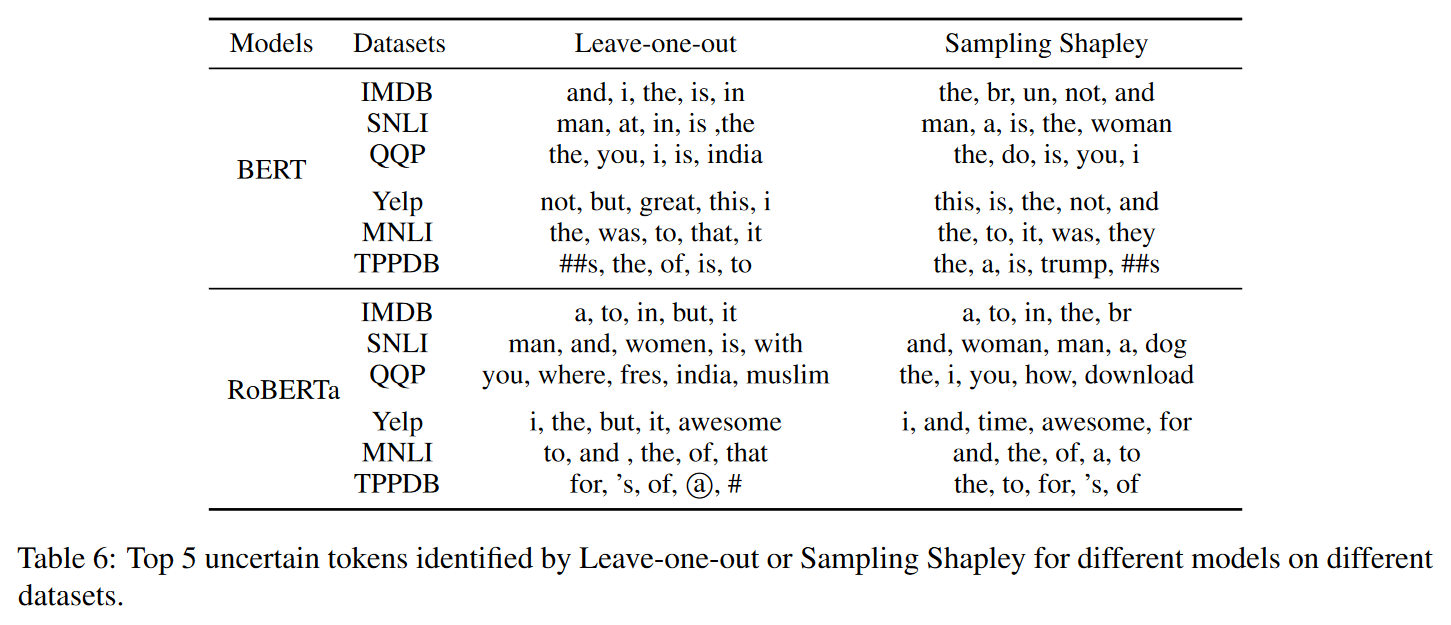 Models Datasets Leave-one-out Sampling Shapley
IMDB and, i, the, is, in the, br, un, not, and
SNLI man, at, in, is ,the man, a, is, the, woman
QQP the, you, i, is, india the, do, is, you, i
BERT
Yelp not, but, great, this, i this, is, the, not, and
MNLI the, was, to, that, it the, to, it, was, they
TPPDB ##s, the, of, is, to the, a, is, trump, ##s
IMDB a, to, in, but, it a, to, in, the, br
SNLI man, and, women, is, with and, woman, man, a, dog
QQP you, where, fres, india, muslim the, i, you, how, download
RoBERTa
Yelp i, the, but, it, awesome i, and, time, awesome, for
MNLI to, and , the, of, that and, the, of, a, to
TPPDB for, ’s, of, ⓐ, # the, to, for, ’s, of
Table 6: Top 5 uncertain tokens identified by Leave-one-out or Sampling Shapley for different models on different
datasets.